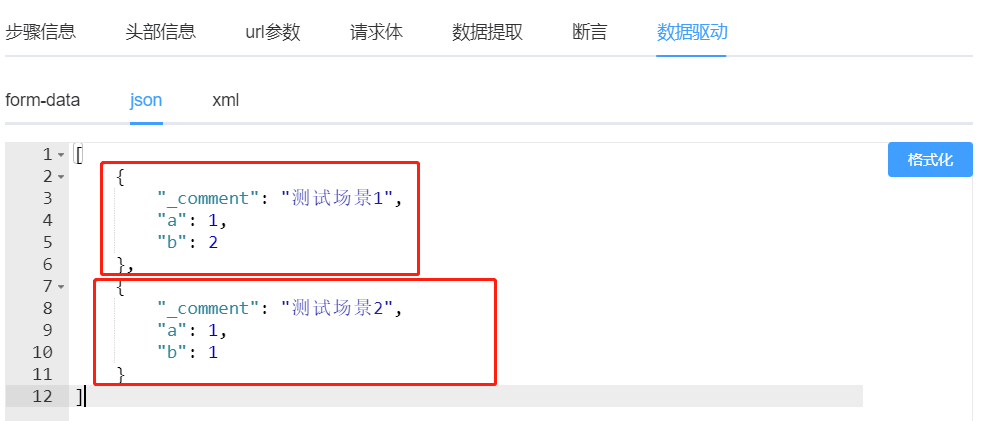 步骤信息 头部信息 url参数 请求体 数据提取 断言 数据驱动
form-data json xml
格式化
1 [
2 {
3 "_comment": "测试场景1",
4 "a": 1,
5 "b": 2
6 },
7 {
8 "_comment": "测试场景2",
9 "a": 1,
10 "b": 1
11 }
12 ]